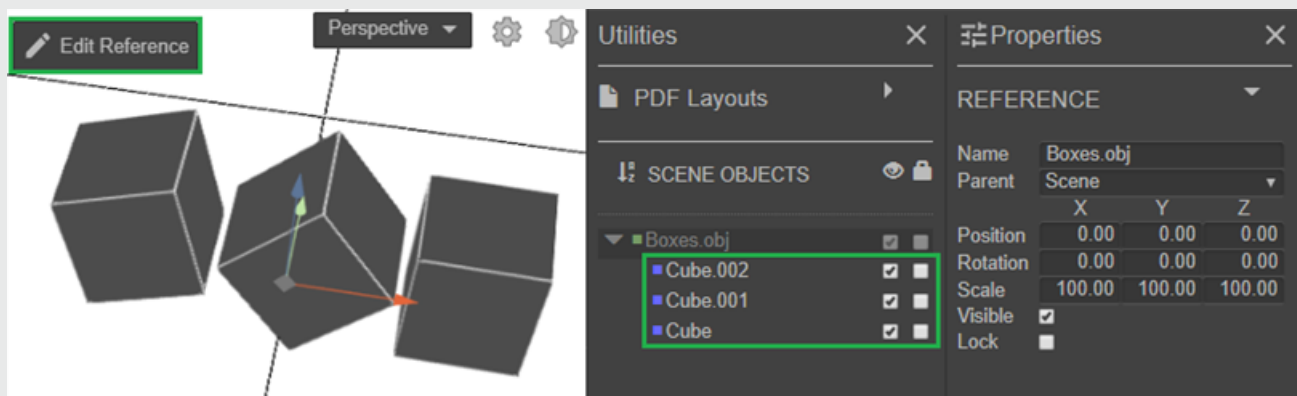 Edit Reference
Perspective
Utilities
PDF Layouts
SCENE OBJECTS
Boxes.obj
Cube.002
Cube.001
Cube
Properties
REFERENCE
Name Boxes.obj
Parent Scene
X Y Z
Position 0.00 0.00 0.00
Rotation 0.00 0.00 0.00
Scale 100.00 100.00 100.00
Visible
Lock